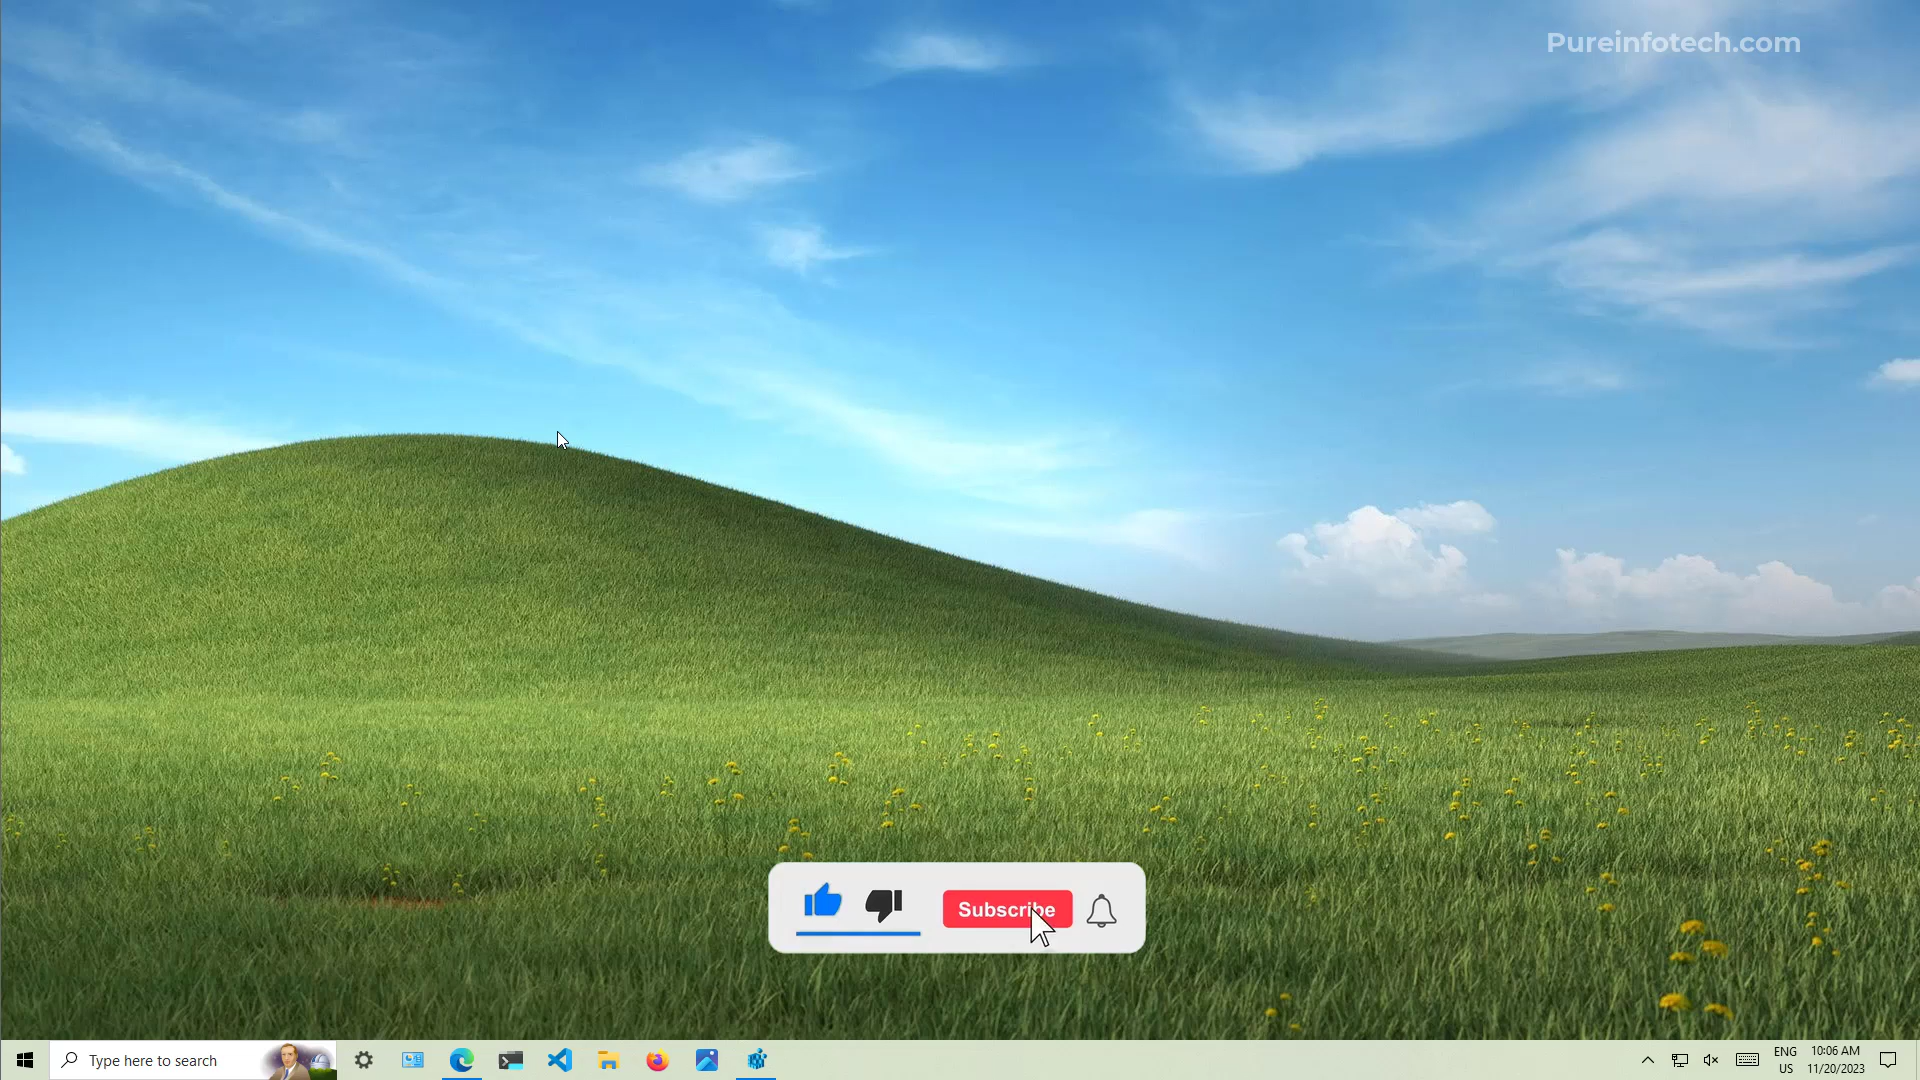 Pureinfotech.com
Subscribe
Type here to search
ENG
US
10:06 AM
11/20/2023